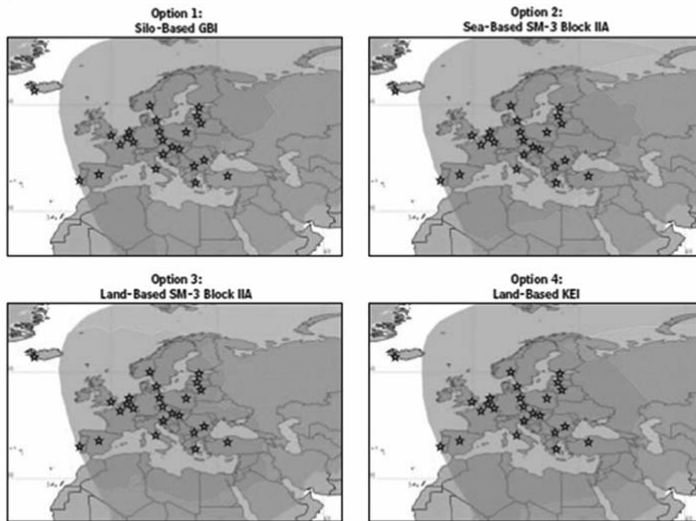 Option 1:
Silo-Based GBI
Option 2:
Sea-Based SM-3 Block IIA
Option 3:
Land-Based SM-3 Block IIA
Option 4:
Land-Based KEI